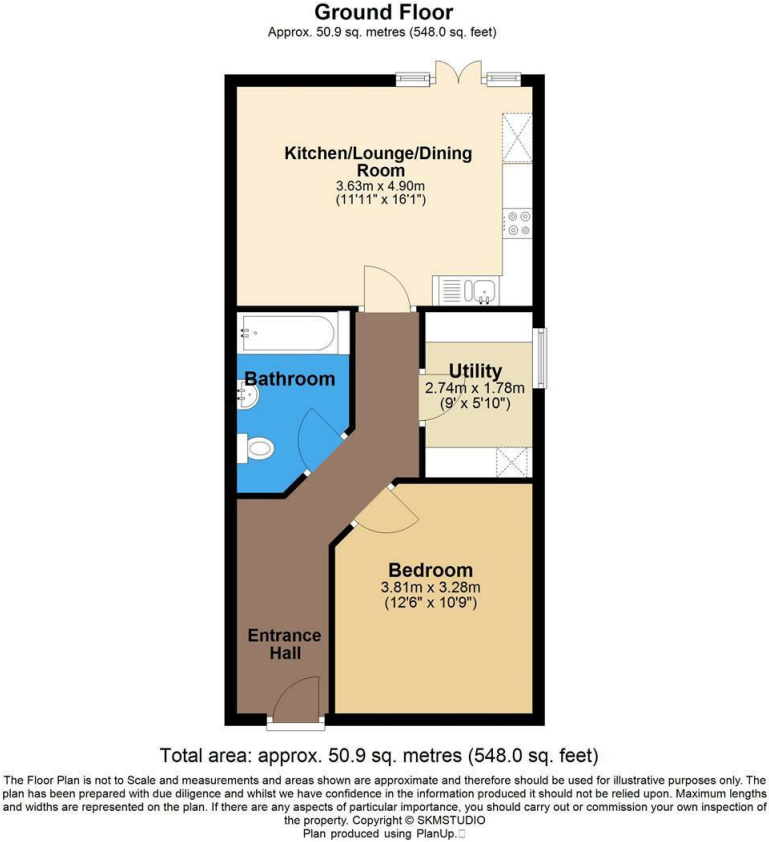 Ground Floor
Approx. 50.9 sq. metres (548.0 sq. feet)
Kitchen/Lounge/Dining
Room
3.63m x 4.90m
(11'11" x 16'1")
Bathroom
Utility
2.74m x 1.78m
(9' x 5'10")
Bedroom
3.81m x 3.28m
(12'6" x 10'9")
Entrance
Hall
Total area: approx. 50.9 sq. metres (548.0 sq. feet)
The Floor Plan is not to Scale and measurements and areas shown are approximate and therefore should be used for illustrative purposes only. The
plan has been prepared with due diligence and whilst we have confidence in the information produced it should not be relied upon. Maximum lengths
and widths are represented on the plan. If there are any aspects of particular importance, you should carry out or commission your own inspection of
the property. Copyright © SKMSTUDIO
Plan produced using PlanUp.